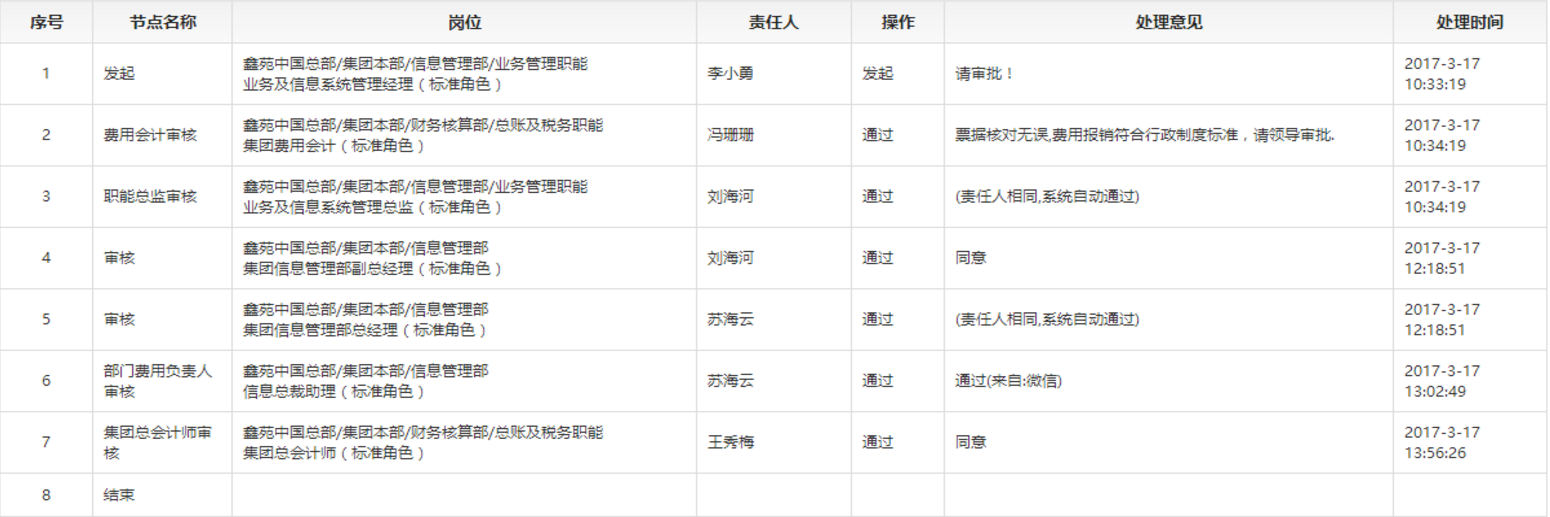 序号 节点名称 岗位 责任人 操作 处理意见 处理时间
1 发起 鑫苑中国总部/集团本部/信息管理部/业务管理职能 李小勇 发起 请审批！ 2017-3-17
业务及信息系统管理经理（标准角色） 10:33:19
2 费用会计审核 鑫苑中国总部/集团本部/财务核算部/总账及税务职能 冯珊珊 通过 票据核对无误,费用报销符合行政制度标准，请领导审批. 2017-3-17
集团费用会计（标准角色） 10:34:19
3 职能总监审核 鑫苑中国总部/集团本部/信息管理部/业务管理职能 刘海河 通过 (责任人相同,系统自动通过) 2017-3-17
业务及信息系统管理总监（标准角色） 10:34:19
4 审核 鑫苑中国总部/集团本部/信息管理部 刘海河 通过 同意 2017-3-17
集团信息管理部副总经理（标准角色） 12:18:51
5 审核 鑫苑中国总部/集团本部/信息管理部 苏海云 通过 (责任人相同,系统自动通过) 2017-3-17
集团信息管理部总经理（标准角色） 12:18:51
6 部门费用负责人 鑫苑中国总部/集团本部/信息管理部 苏海云 通过 通过(来自:微信) 2017-3-17
审核 信息总裁助理（标准角色） 13:02:49
7 集团总会计师审 鑫苑中国总部/集团本部/财务核算部/总账及税务职能 王秀梅 通过 同意 2017-3-17
核 集团总会计师（标准角色） 13:56:26
8 结束